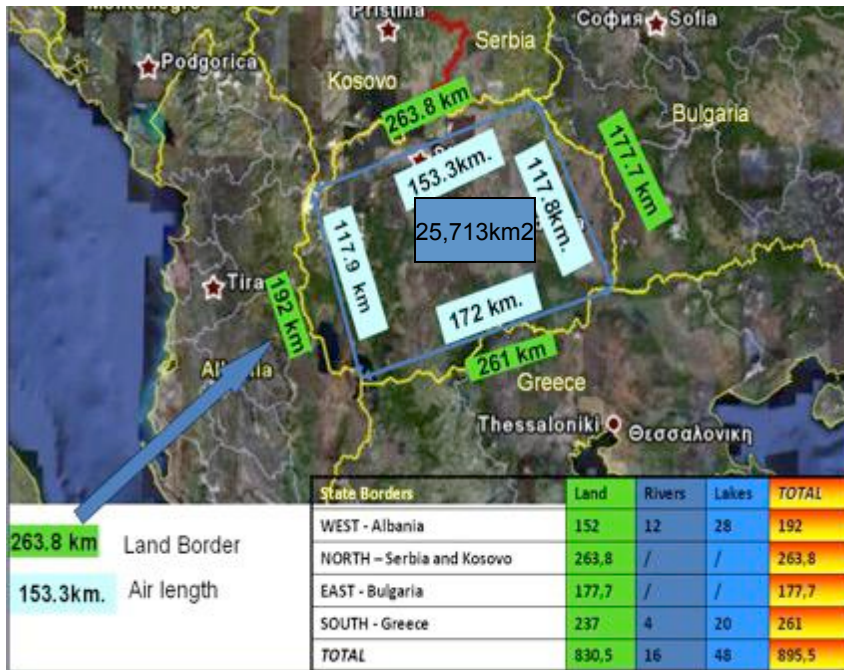 Montenegro
Pristina
София Sofia
Serbia
Podgorica
Kosovo
263.8 km
Bulgaria
177.7 km
153.3km.
117.8km.
25,713km2
117.9 km
Tira
192 km
172 km.
261 km
Albania
Greece
Thessaloniki
Θεσσαλονικη
263,8 km Land Border
153.3km. Air length
State Borders Land Rivers Lakes TOTAL
WEST - Albania 152 12 28 192
NORTH – Serbia and Kosovo 263,8 / / 263,8
EAST - Bulgaria 177,7 / / 177,7
SOUTH - Greece 237 4 20 261
TOTAL 830,5 16 48 895,5